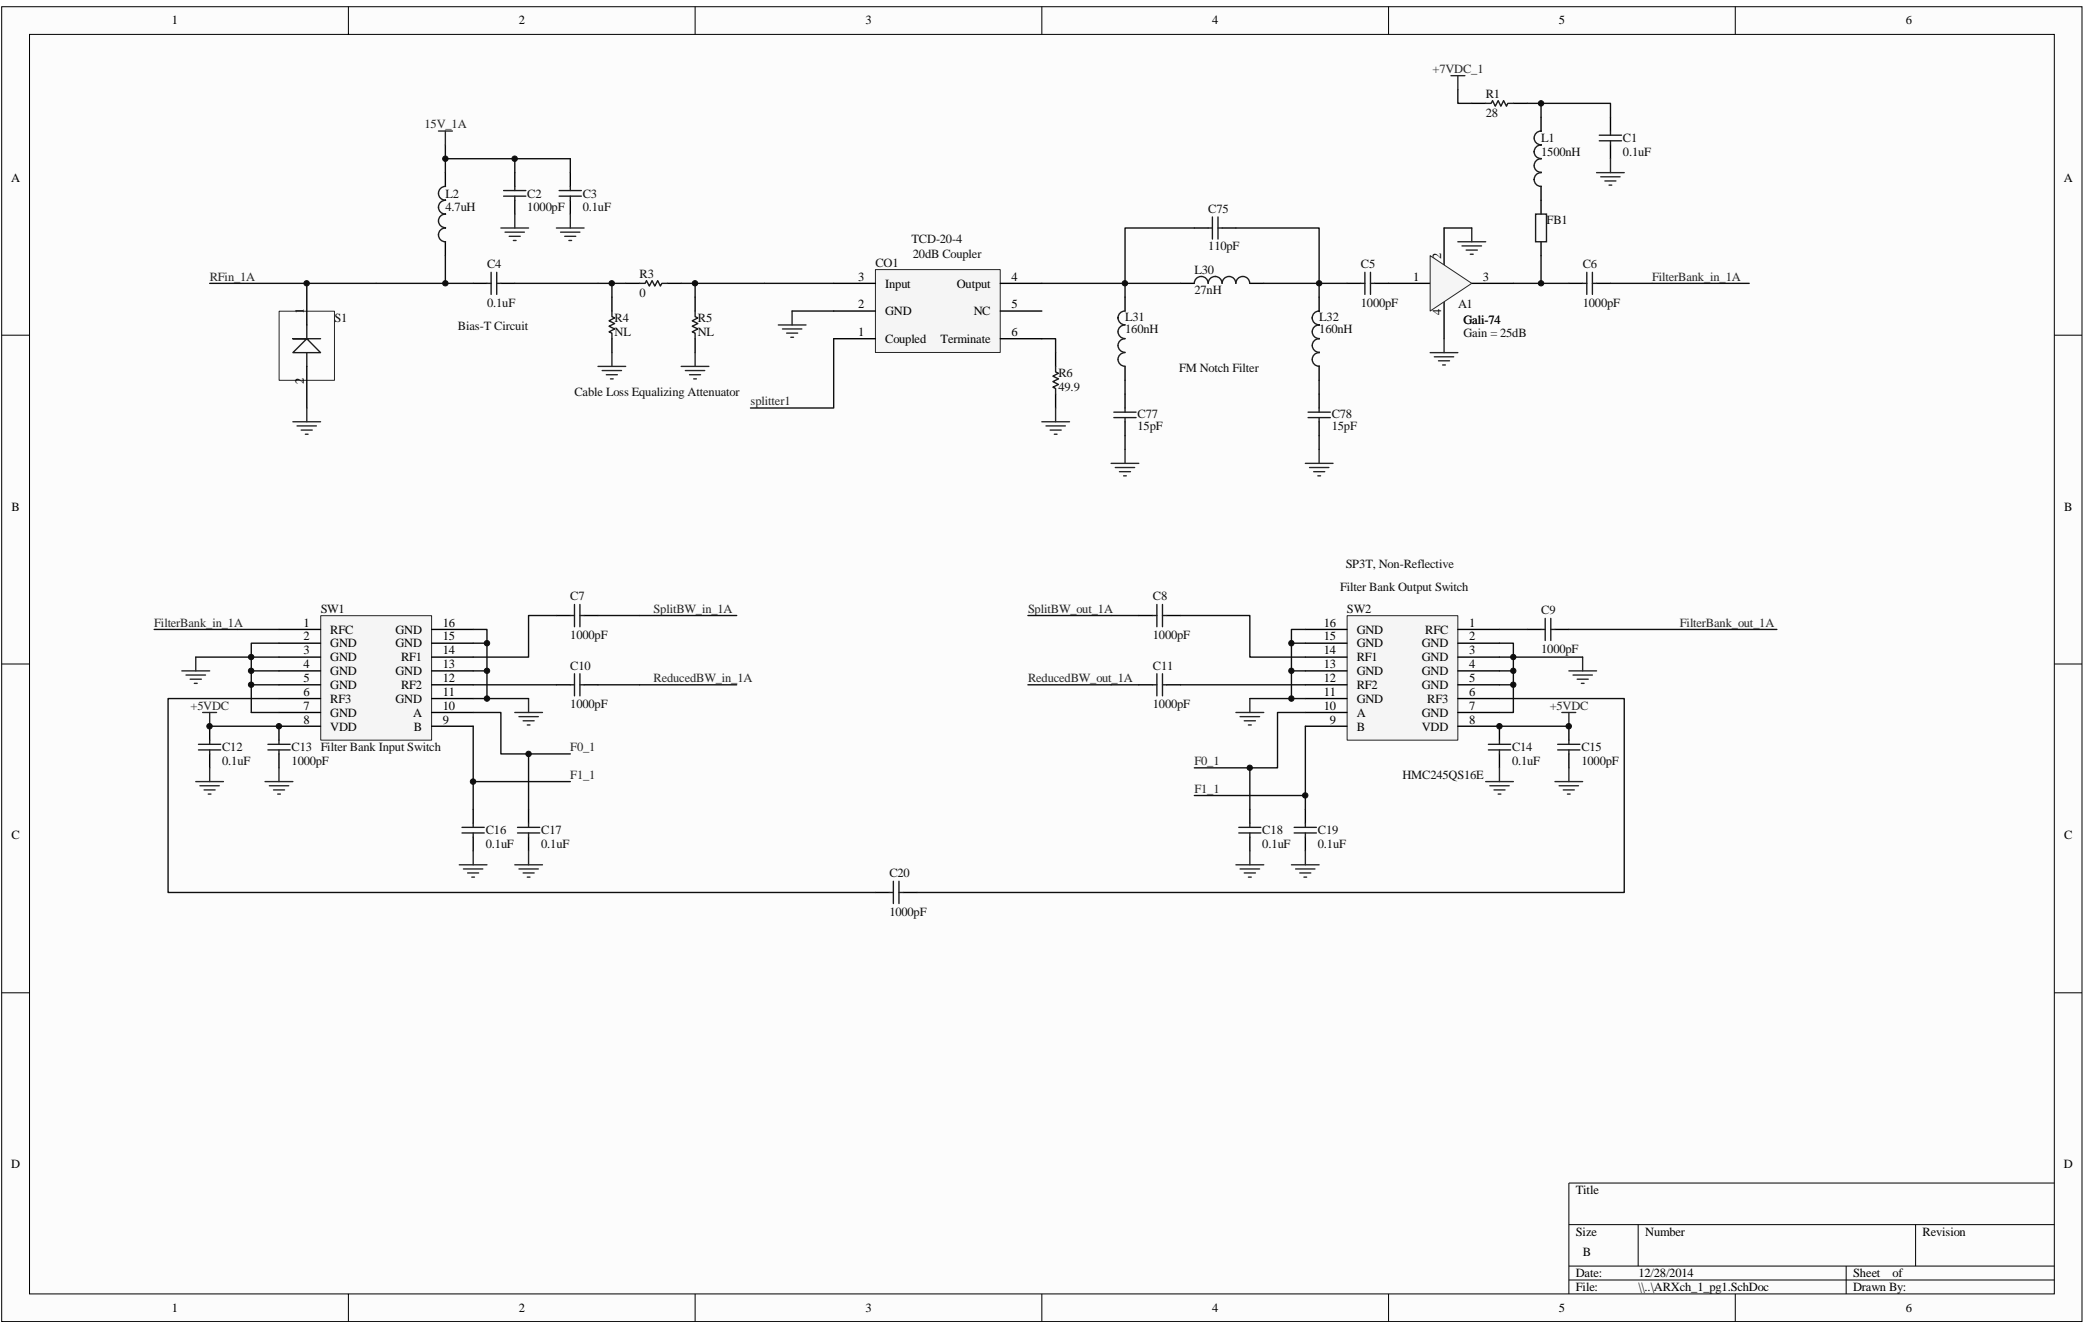 1 2 3 4 5 6
+7VDC_1
R1
28
15V_1A
L1
1500nH
C1
0.1uF
A
A
L2
4.7uH
C2
1000pF
C3
0.1uF
C75
110pF
FB1
TCD-20-4
20dB Coupler
RFin_1A
C4
0.1uF
R3
0
CO1
3 Input Output 4
2 GND NC 5
1 Coupled Terminate 6
L30
27nH
C5
1000pF
1
2
3
4
A1
Gali-74
Gain = 25dB
C6
1000pF
FilterBank_in_1A
1
S1
2
Bias-T Circuit
R4
NL
R5
NL
L31
160nH
L32
160nH
FM Notch Filter
R6
49.9
Cable Loss Equalizing Attenuator
splitter1
C77
15pF
C78
15pF
B
B
SP3T, Non-Reflective
Filter Bank Output Switch
FilterBank_in_1A
SW1
1 RFC GND 16
2 GND GND 15
3 GND RF1 14
4 GND GND 13
5 GND RF2 12
6 RF3 GND 11
7 GND A 10
8 VDD B 9
Filter Bank Input Switch
C7
1000pF
SplitBW_in_1A
C10
1000pF
ReducedBW_in_1A
+5VDC
C12
0.1uF
C13
1000pF
F0_1
F1_1
C16
0.1uF
C17
0.1uF
SplitBW_out_1A
C8
1000pF
ReducedBW_out_1A
C11
1000pF
SW2
16 GND RFC 1
15 GND GND 2
14 RF1 GND 3
13 GND GND 4
12 RF2 GND 5
11 GND RF3 6
10 A GND 7
9 B VDD 8
C9
1000pF
FilterBank_out_1A
+5VDC
C14
0.1uF
C15
1000pF
HMC245QS16E
F0_1
F1_1
C18
0.1uF
C19
0.1uF
C
C
C20
1000pF
D
D
Title
Size
B
Number
Revision
Date: 12/28/2014 Sheet of
File: \\..\ARXch_1_pg1.SchDoc Drawn By:
1 2 3 4 5 6